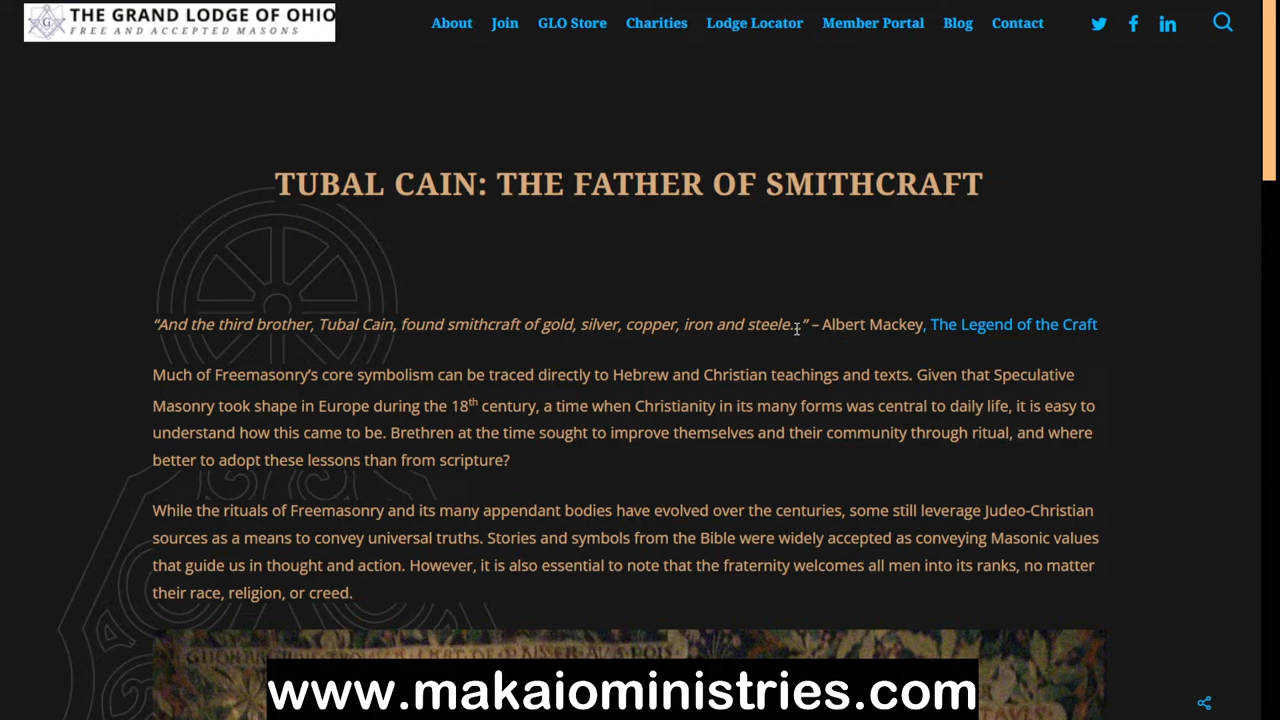 THE GRAND LODGE OF OHIO
FREE AND ACCEPTED MASONS
About Join GLO Store Charities Lodge Locator Member Portal Blog Contact
TUBAL CAIN: THE FATHER OF SMITHCRAFT
“And the third brother, Tubal Cain, found smithcraft of gold, silver, copper, iron and steele…” – Albert Mackey, The Legend of the Craft
Much of Freemasonry’s core symbolism can be traced directly to Hebrew and Christian teachings and texts. Given that Speculative
Masonry took shape in Europe during the 18th century, a time when Christianity in its many forms was central to daily life, it is easy to
understand how this came to be. Brethren at the time sought to improve themselves and their community through ritual, and where
better to adopt these lessons than from scripture?
While the rituals of Freemasonry and its many appendant bodies have evolved over the centuries, some still leverage Judeo-Christian
sources as a means to convey universal truths. Stories and symbols from the Bible were widely accepted as conveying Masonic values
that guide us in thought and action. However, it is also essential to note that the fraternity welcomes all men into its ranks, no matter
their race, religion, or creed.
www.makaioministries.com